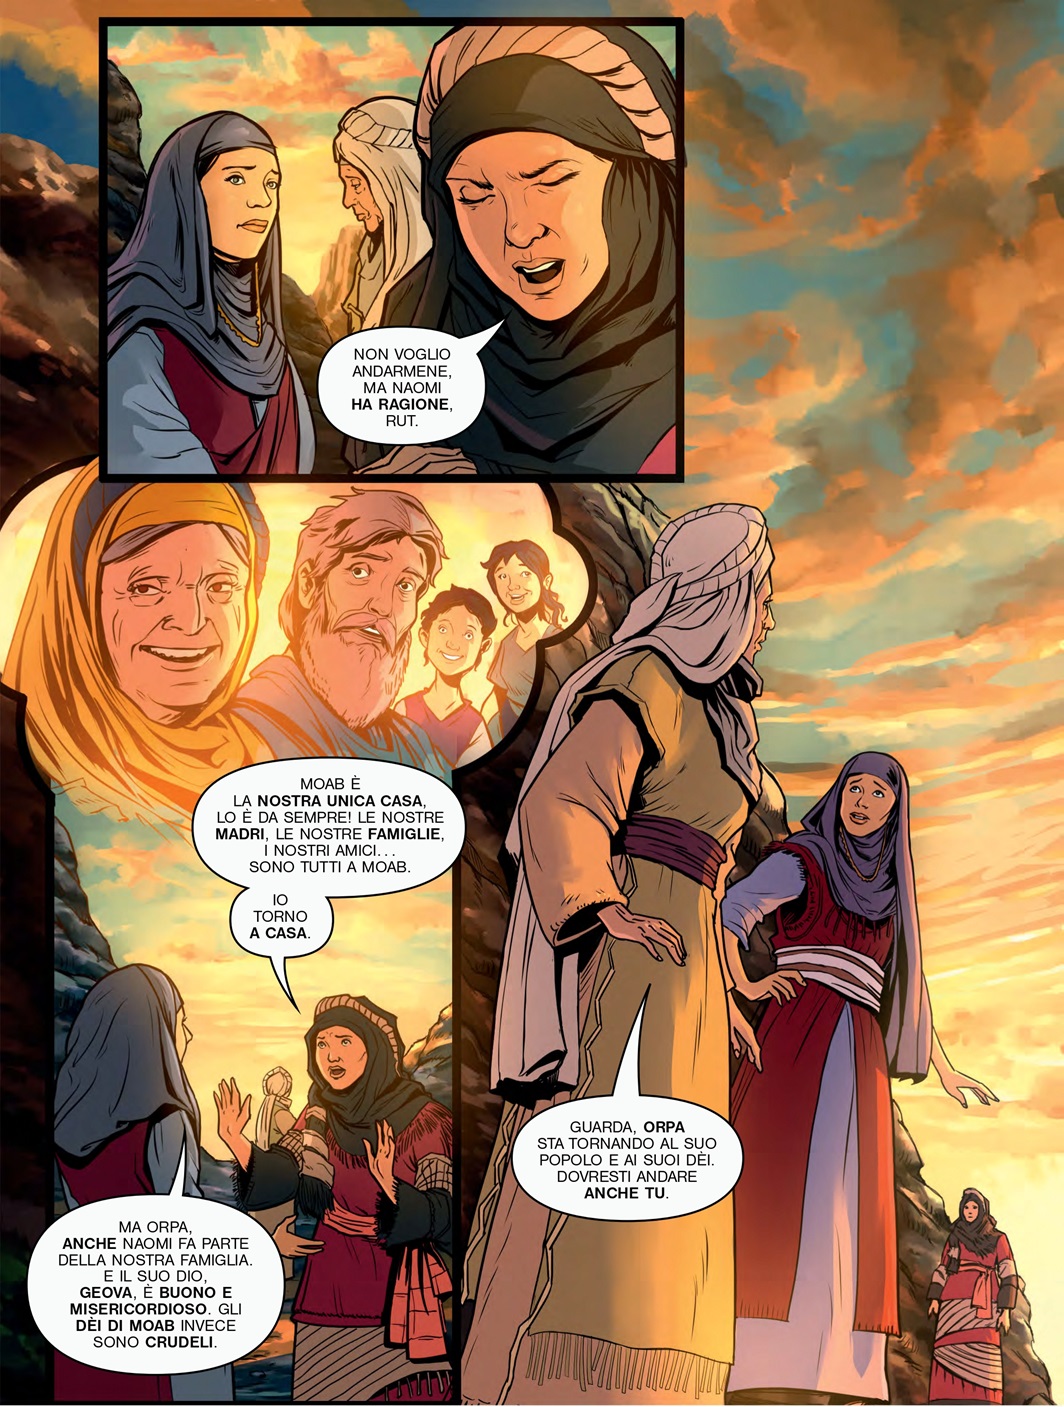 NON VOGLIO
ANDARMENE,
MA NAOMI
HA RAGIONE,
RUT.
MOAB È
LA NOSTRA UNICA CASA,
LO È DA SEMPRE! LE NOSTRE
MADRI, LE NOSTRE FAMIGLIE,
I NOSTRI AMICI...
SONO TUTTI A MOAB.
IO
TORNO
A CASA.
MA ORPA,
ANCHE NAOMI FA PARTE
DELLA NOSTRA FAMIGLIA.
E IL SUO DIO,
GEOVA, È BUONO E
MISERICORDIOSO. GLI
DÈI DI MOAB INVECE
SONO CRUDELI.
GUARDA, ORPA
STA TORNANDO AL SUO
POPOLO E AI SUOI DÈI.
DOVRESTI ANDARE
ANCHE TU.